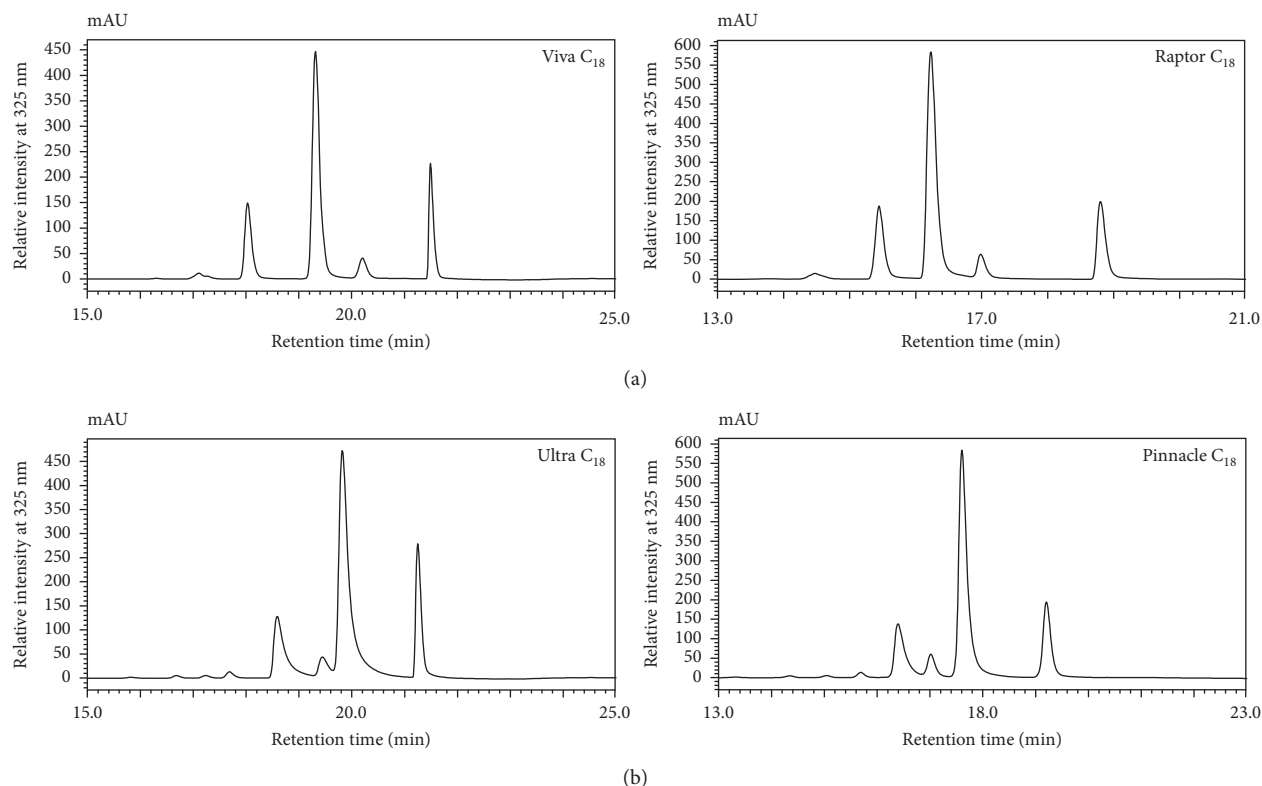 mAU
Viva C₁₈
Relative intensity at 325 nm
450
400
350
300
250
200
150
100
50
0
15.0 20.0 25.0
Retention time (min)
mAU
Raptor C₁₈
Relative intensity at 325 nm
600
550
500
450
400
350
300
250
200
150
100
50
0
13.0 17.0 21.0
Retention time (min)
(a)
mAU
Ultra C₁₈
Relative intensity at 325 nm
450
400
350
300
250
200
150
100
50
0
15.0 20.0 25.0
Retention time (min)
mAU
Pinnacle C₁₈
Relative intensity at 325 nm
600
550
500
450
400
350
300
250
200
150
100
50
0
13.0 18.0 23.0
Retention time (min)
(b)